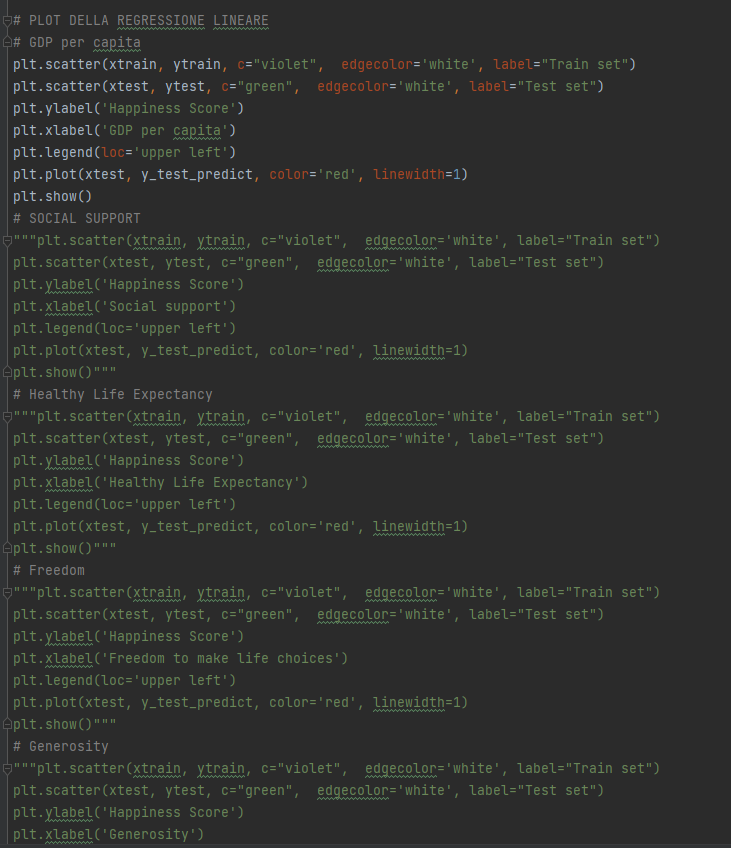 # PLOT DELLA REGRESSIONE LINEARE
# GDP per capita
plt.scatter(xtrain, ytrain, c="violet",  edgecolor='white', label="Train set")
plt.scatter(xtest, ytest, c="green",  edgecolor='white', label="Test set")
plt.ylabel('Happiness Score')
plt.xlabel('GDP per capita')
plt.legend(loc='upper left')
plt.plot(xtest, y_test_predict, color='red', linewidth=1)
plt.show()
# SOCIAL SUPPORT
"""plt.scatter(xtrain, ytrain, c="violet",  edgecolor='white', label="Train set")
plt.scatter(xtest, ytest, c="green",  edgecolor='white', label="Test set")
plt.ylabel('Happiness Score')
plt.xlabel('Social support')
plt.legend(loc='upper left')
plt.plot(xtest, y_test_predict, color='red', linewidth=1)
plt.show()"""
# Healthy Life Expectancy
"""plt.scatter(xtrain, ytrain, c="violet",  edgecolor='white', label="Train set")
plt.scatter(xtest, ytest, c="green",  edgecolor='white', label="Test set")
plt.ylabel('Happiness Score')
plt.xlabel('Healthy Life Expectancy')
plt.legend(loc='upper left')
plt.plot(xtest, y_test_predict, color='red', linewidth=1)
plt.show()"""
# Freedom
"""plt.scatter(xtrain, ytrain, c="violet",  edgecolor='white', label="Train set")
plt.scatter(xtest, ytest, c="green",  edgecolor='white', label="Test set")
plt.ylabel('Happiness Score')
plt.xlabel('Freedom to make life choices')
plt.legend(loc='upper left')
plt.plot(xtest, y_test_predict, color='red', linewidth=1)
plt.show()"""
# Generosity
"""plt.scatter(xtrain, ytrain, c="violet",  edgecolor='white', label="Train set")
plt.scatter(xtest, ytest, c="green",  edgecolor='white', label="Test set")
plt.ylabel('Happiness Score')
plt.xlabel('Generosity')